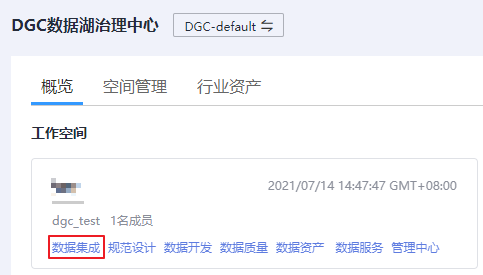 DGC数据湖治理中心 DGC-default
概览 空间管理 行业资产
工作空间
2021/07/14 14:47:47 GMT+08:00
dgc_test 1名成员
数据集成 规范设计 数据开发 数据质量 数据资产 数据服务 管理中心